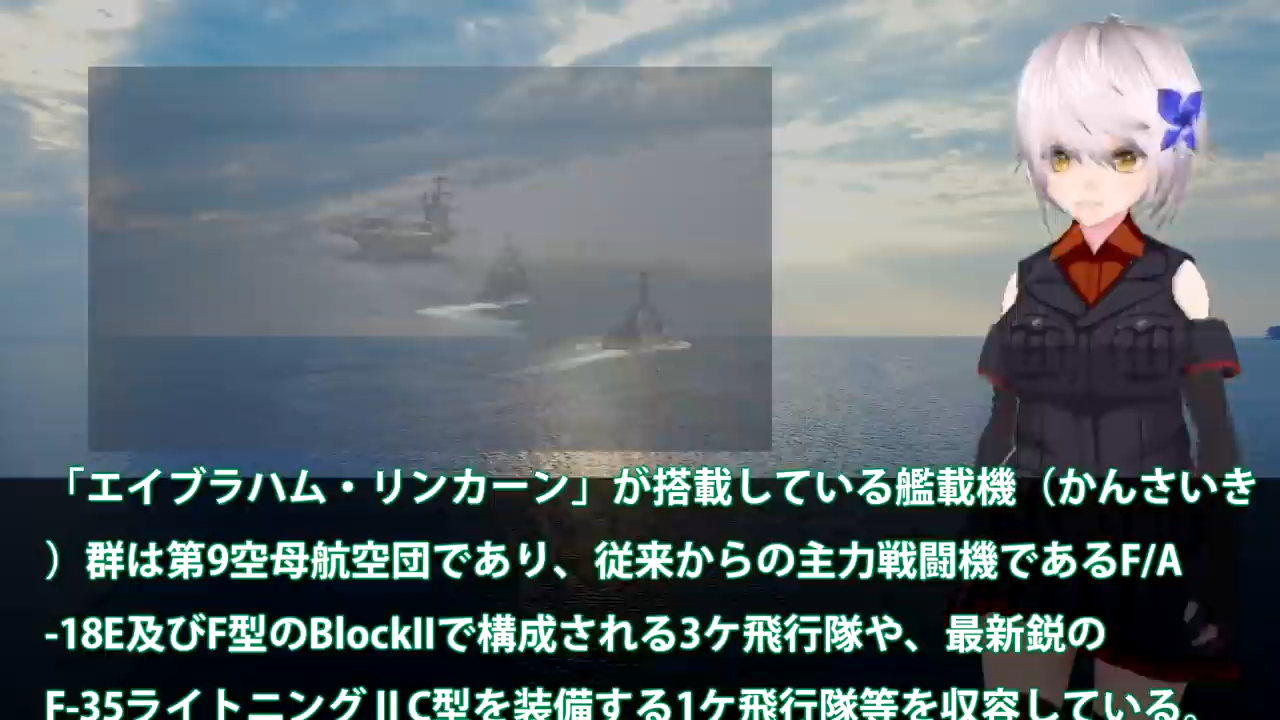 「エイブラハム・リンカーン」が搭載している艦載機（かんさいき
）群は第9空母航空団であり、従来からの主力戦闘機であるF/A
-18E及びF型のBlockIIで構成される3ケ飛行隊や、最新鋭の
F-35ライトニングⅡC型を装備する1ケ飛行隊等を収容している。